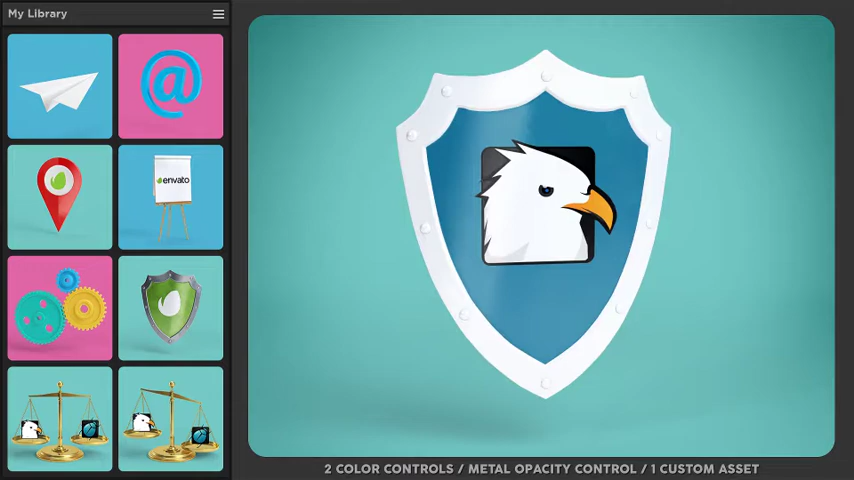 My Library
@
envato
2 COLOR CONTROLS / METAL OPACITY CONTROL / 1 CUSTOM ASSET